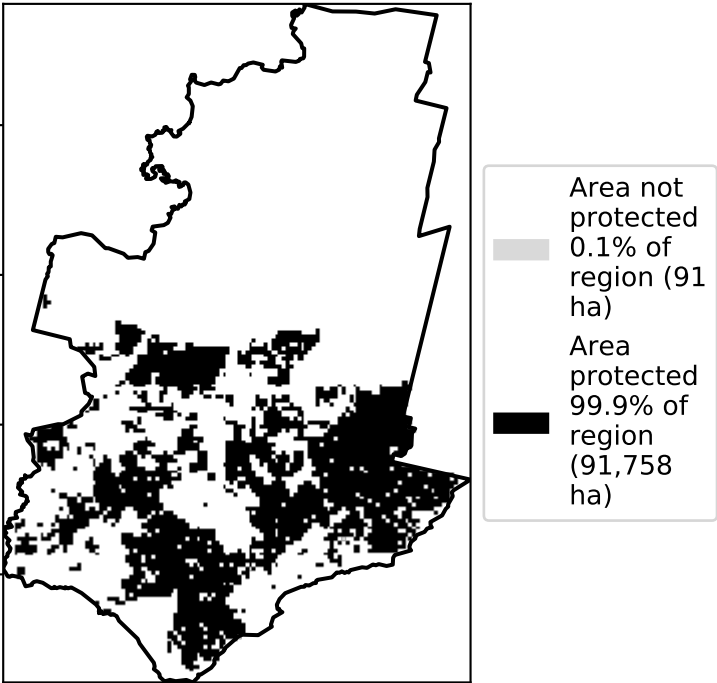 Area not
protected
0.1% of
region (91
ha)
Area
protected
99.9% of
region
(91,758
ha)